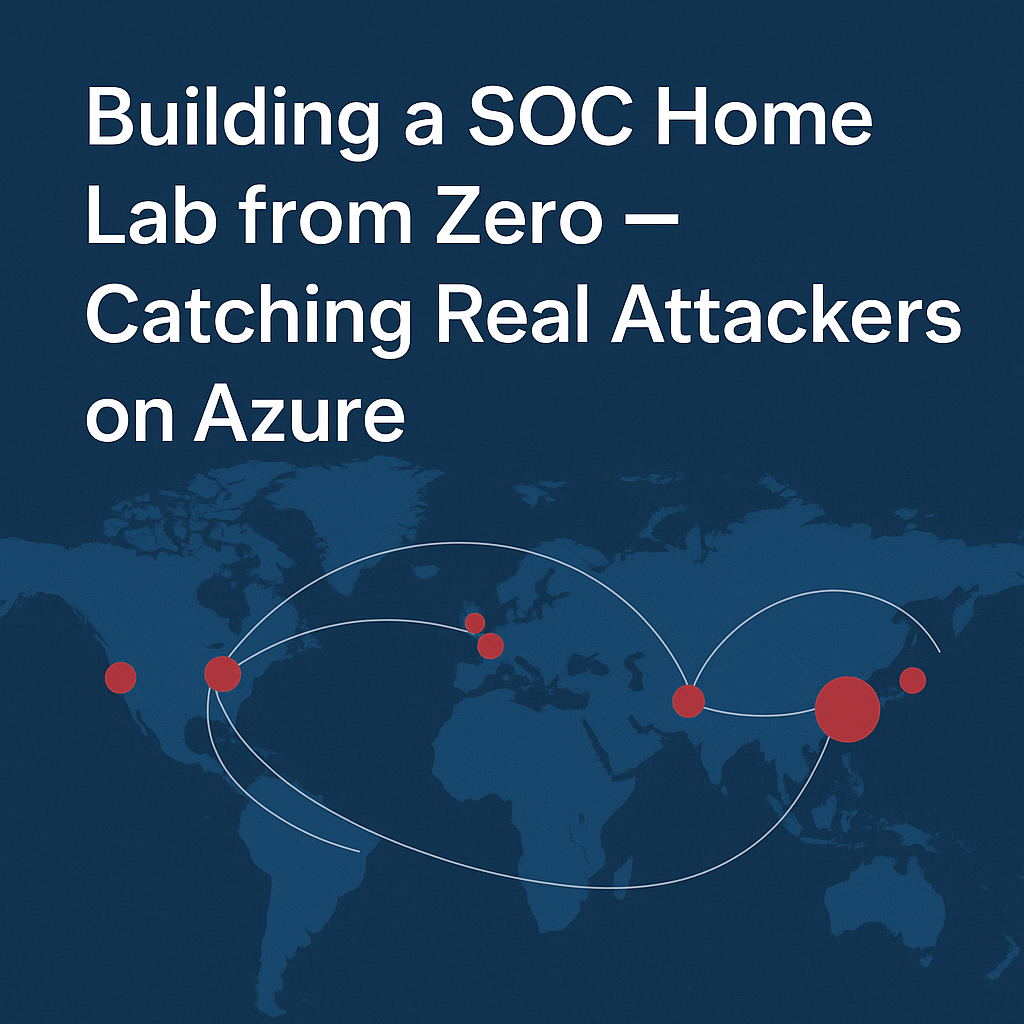 Building a SOC Home
Lab from Zero —
Catching Real Attackers
on Azure